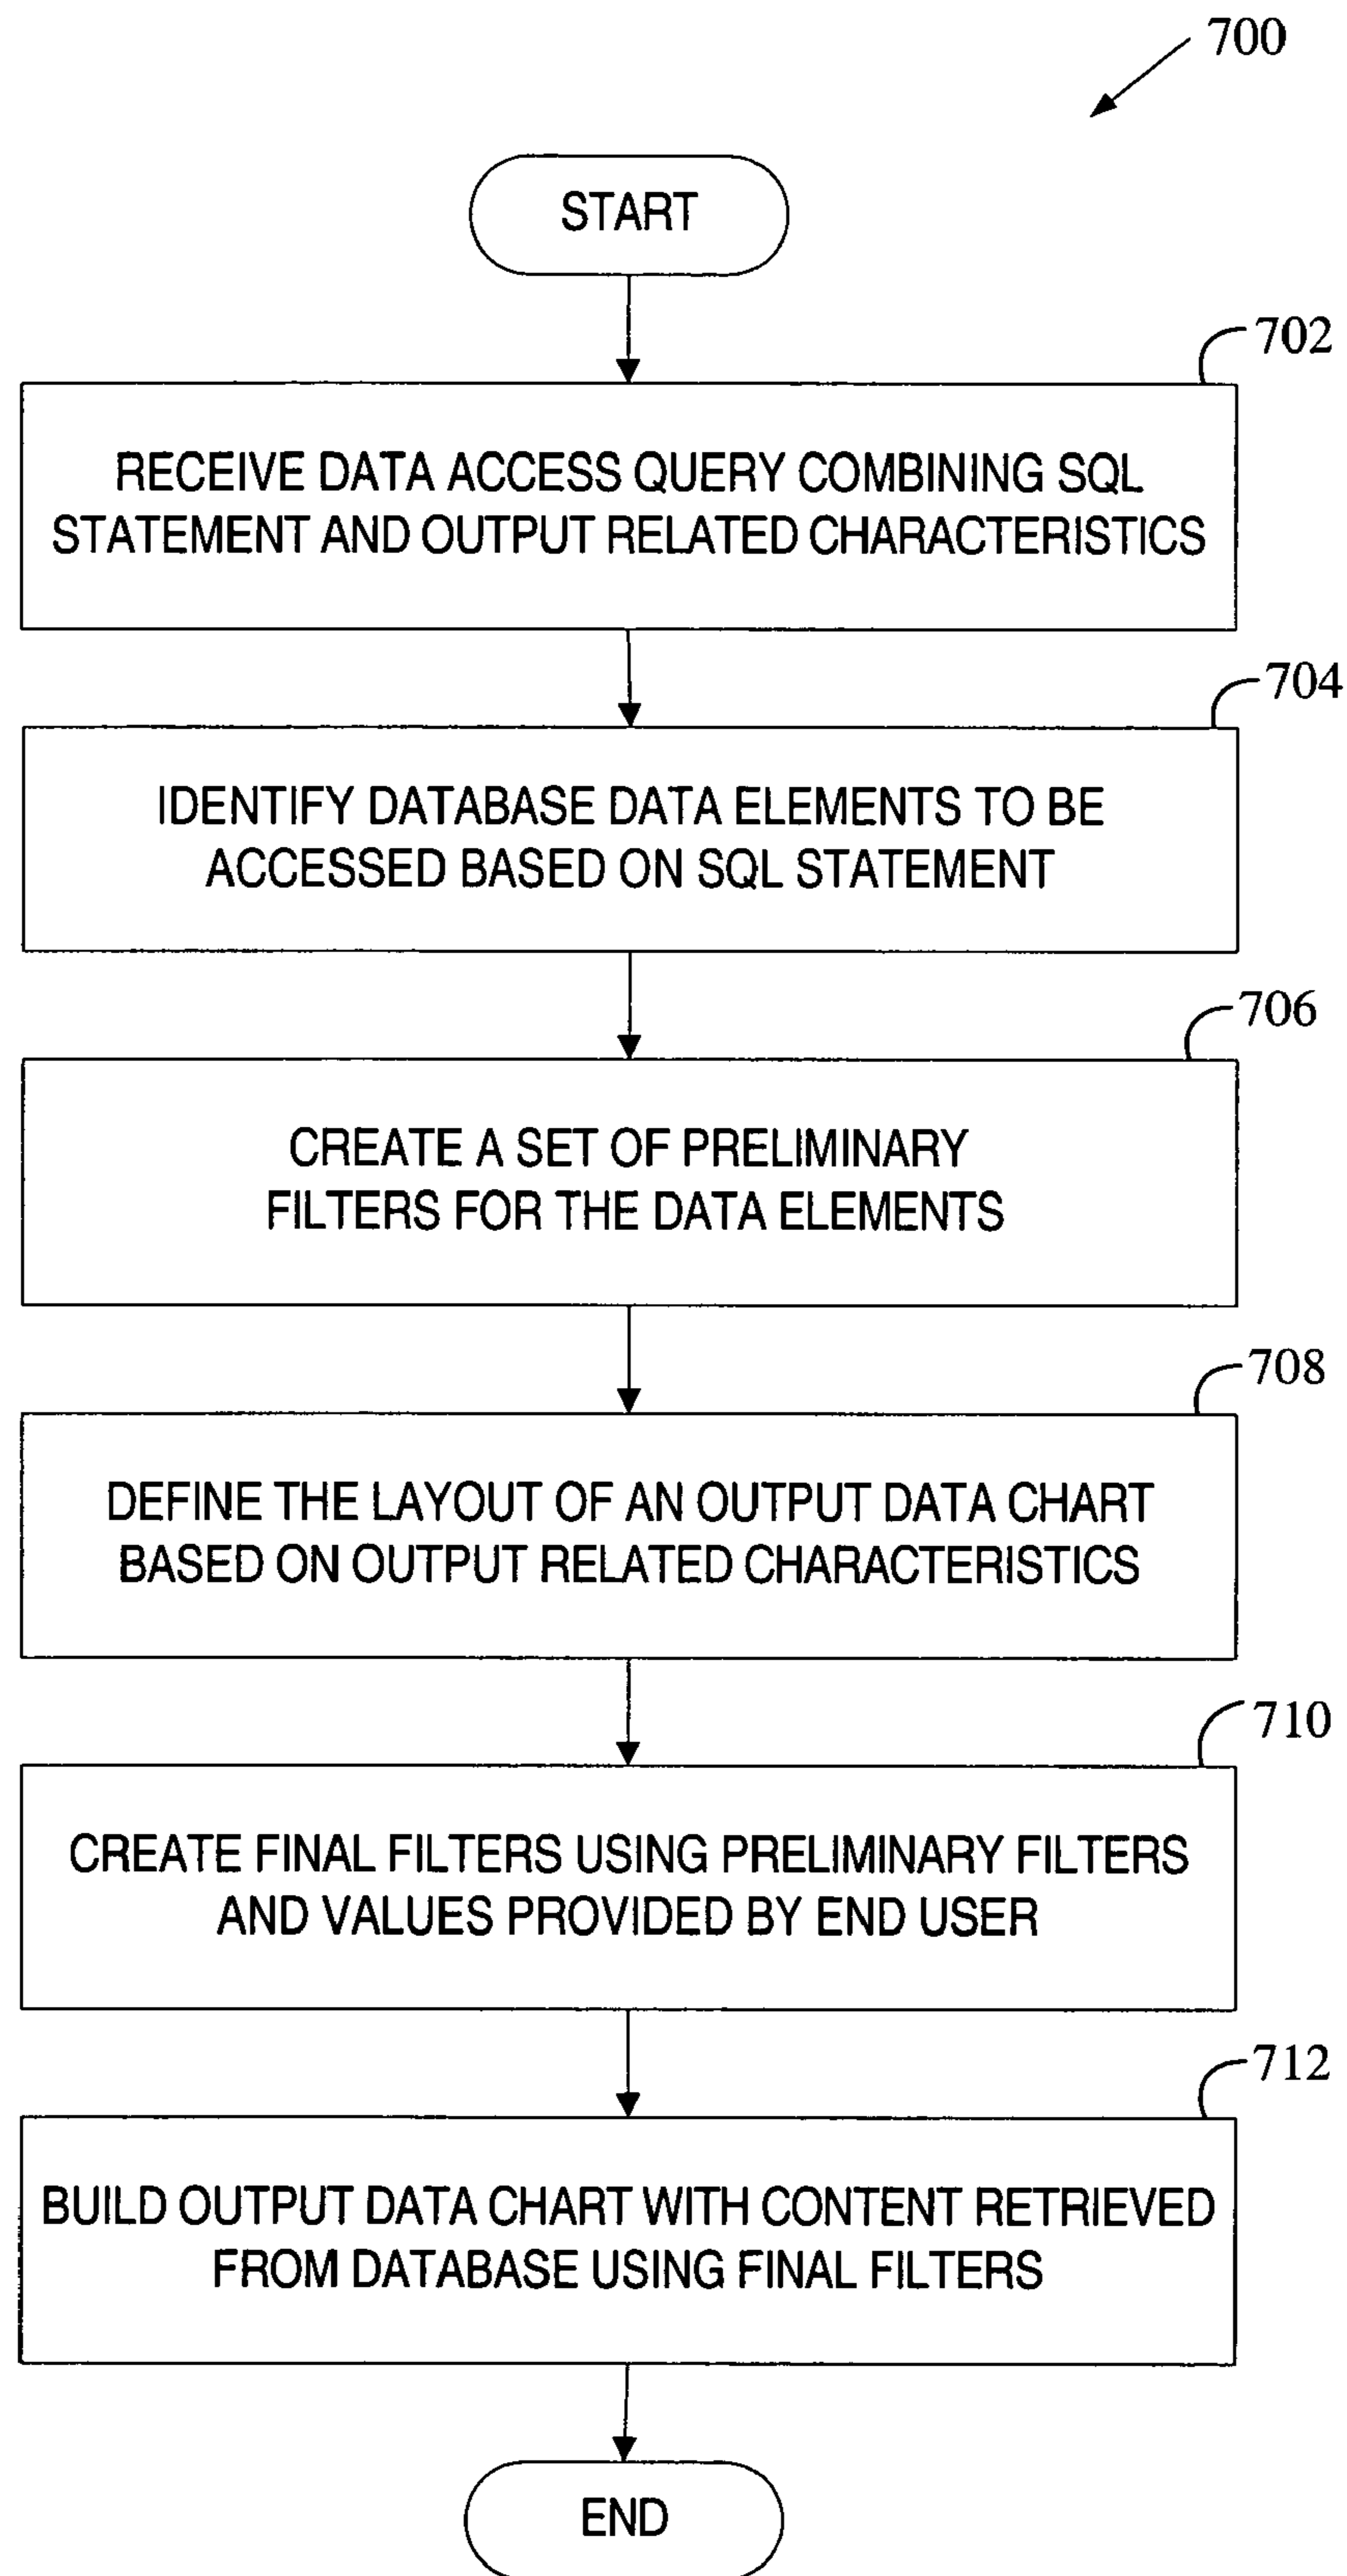 700
START
702
RECEIVE DATA ACCESS QUERY COMBINING SQL
STATEMENT AND OUTPUT RELATED CHARACTERISTICS
704
IDENTIFY DATABASE DATA ELEMENTS TO BE
ACCESSED BASED ON SQL STATEMENT
706
CREATE A SET OF PRELIMINARY
FILTERS FOR THE DATA ELEMENTS
708
DEFINE THE LAYOUT OF AN OUTPUT DATA CHART
BASED ON OUTPUT RELATED CHARACTERISTICS
710
CREATE FINAL FILTERS USING PRELIMINARY FILTERS
AND VALUES PROVIDED BY END USER
712
BUILD OUTPUT DATA CHART WITH CONTENT RETRIEVED
FROM DATABASE USING FINAL FILTERS
END